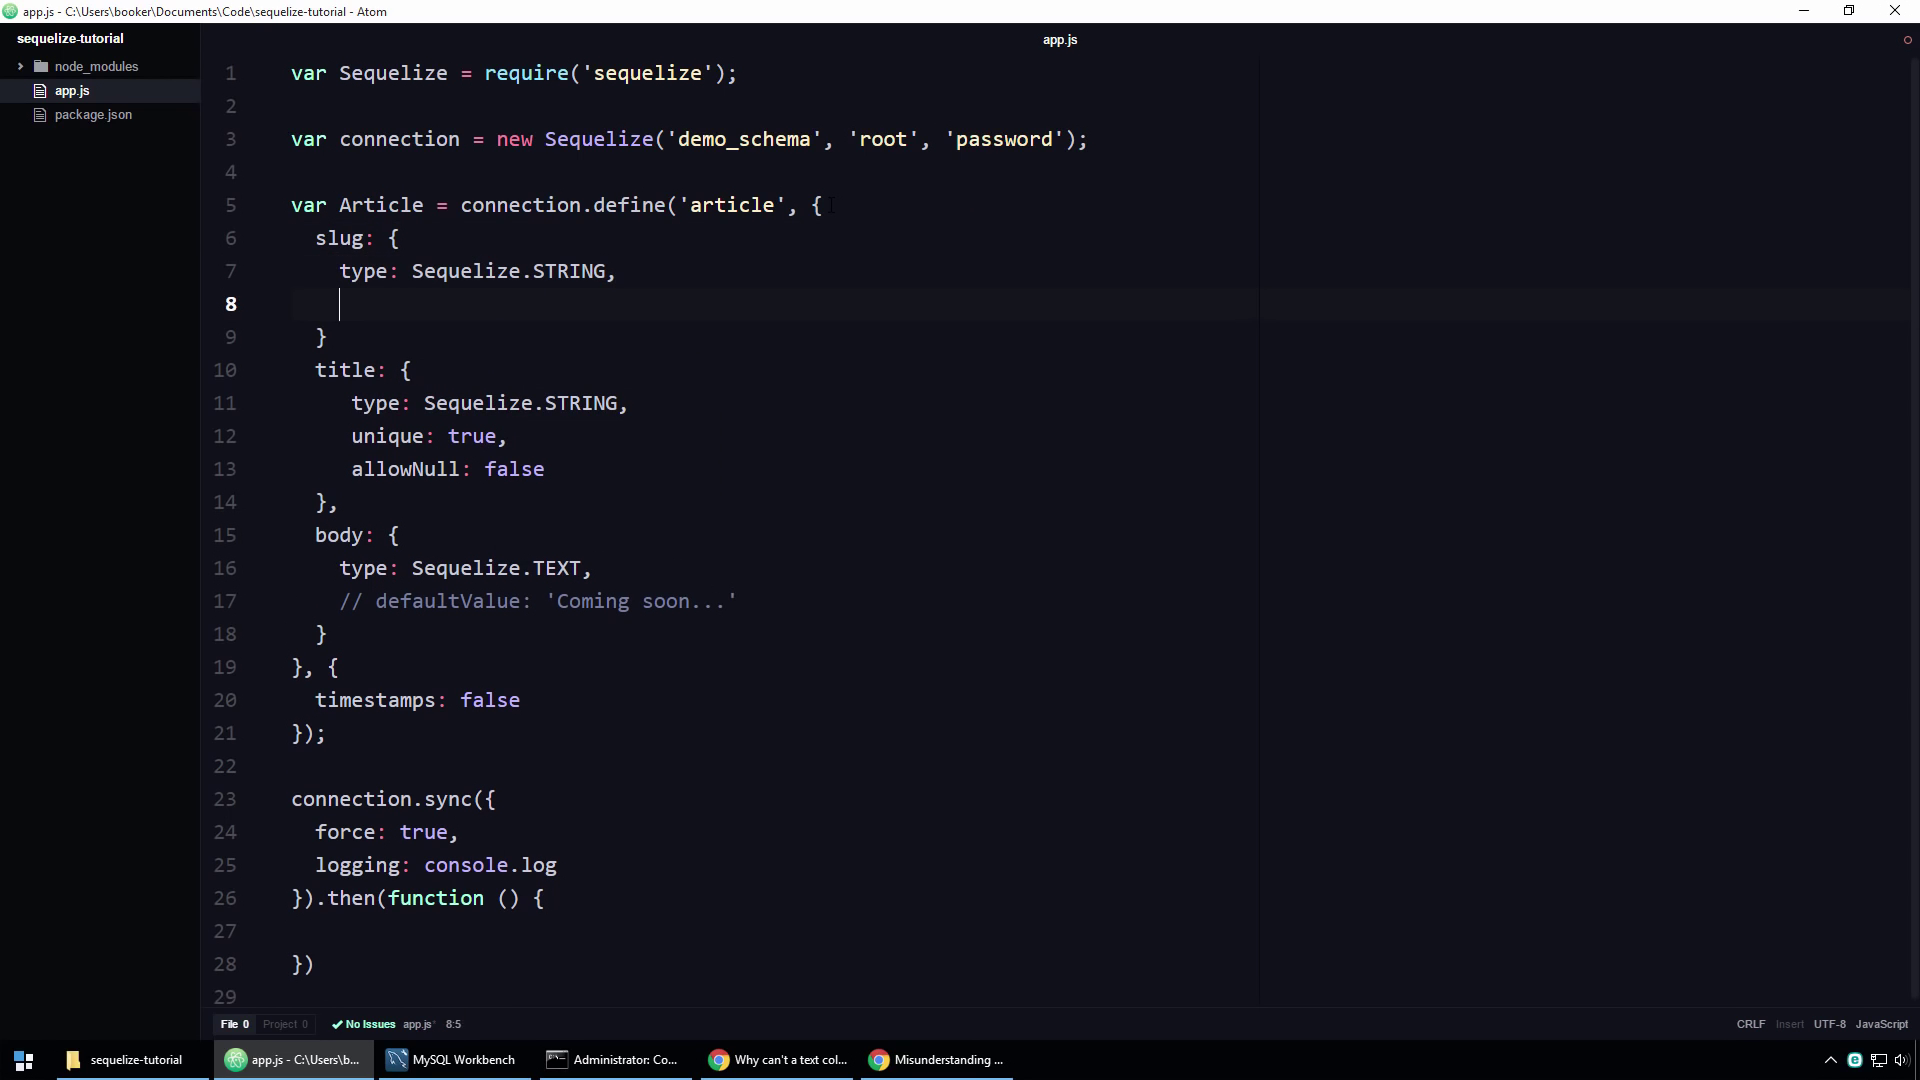 app.js - C:\Users\booker\Documents\Code\sequelize-tutorial - Atom
sequelize-tutorial
node_modules
app.js
package.json
app.js
1 var Sequelize = require('sequelize');
2
3 var connection = new Sequelize('demo_schema', 'root', 'password');
4
5 var Article = connection.define('article', {
6 slug: {
7 type: Sequelize.STRING,
8
9 }
10 title: {
11 type: Sequelize.STRING,
12 unique: true,
13 allowNull: false
14 },
15 body: {
16 type: Sequelize.TEXT,
17 // defaultValue: 'Coming soon...'
18 }
19 }, {
20 timestamps: false
21 });
22
23 connection.sync({
24 force: true,
25 logging: console.log
26 }).then(function () {
27
28 })
29
File 0 Project 0 No Issues app.js* 8:5 CRLF Insert UTF-8 JavaScript
sequelize-tutorial app.js - C:\Users\b... MySQL Workbench Administrator: Co... Why can't a text col... Misunderstanding ...